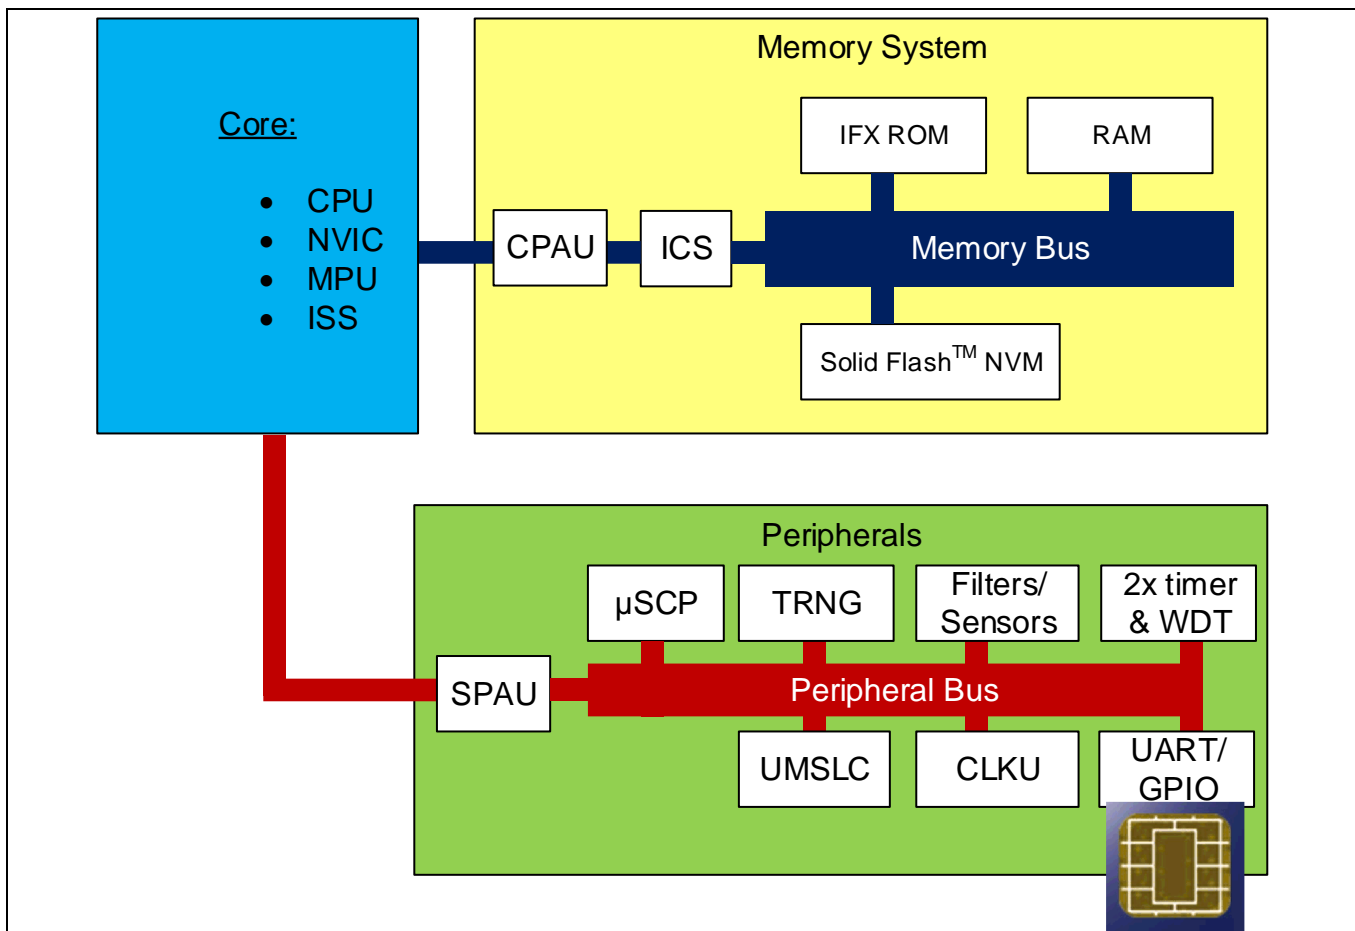 Memory System
Core:
• CPU
• NVIC
• MPU
• ISS
IFX ROM
RAM
CPAU
ICS
Memory Bus
Solid Flash™ NVM
Peripherals
µSCP
TRNG
Filters/
Sensors
2x timer
& WDT
SPAU
Peripheral Bus
UMSLC
CLKU
UART/
GPIO